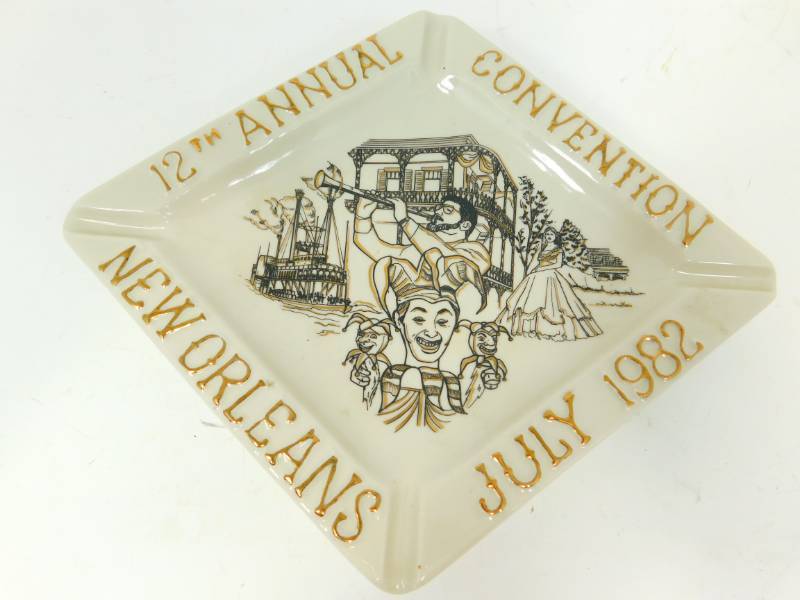 12TH ANNUAL
CONVENTION
NEW ORLEANS
JULY 1982